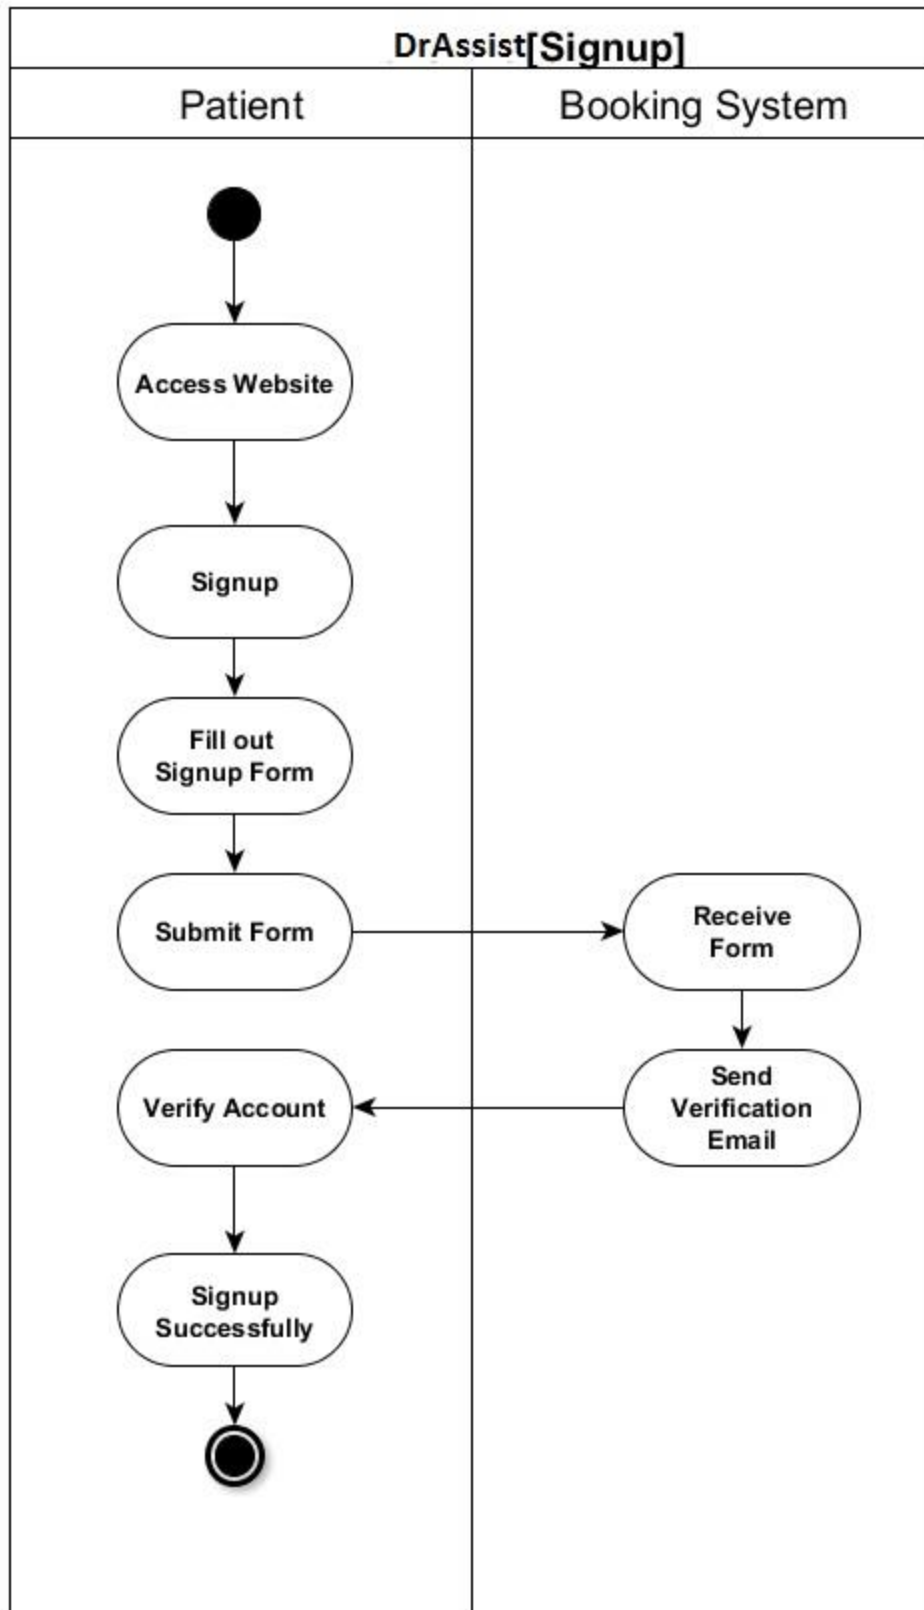 DrAssist[Signup]
Patient
Booking System
Access Website
Signup
Fill out
Signup Form
Submit Form
Receive
Form
Send
Verification
Email
Verify Account
Signup
Successfully